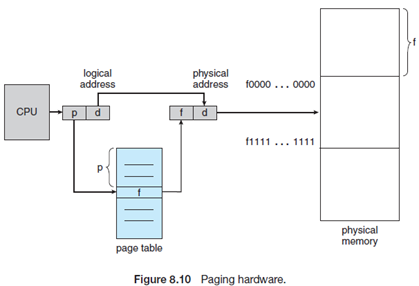 logical
address
physical
address
f0000 ... 0000
f
CPU
p d
f d
f1111 ... 1111
p
f
page table
physical
memory
Figure 8.10 Paging hardware.